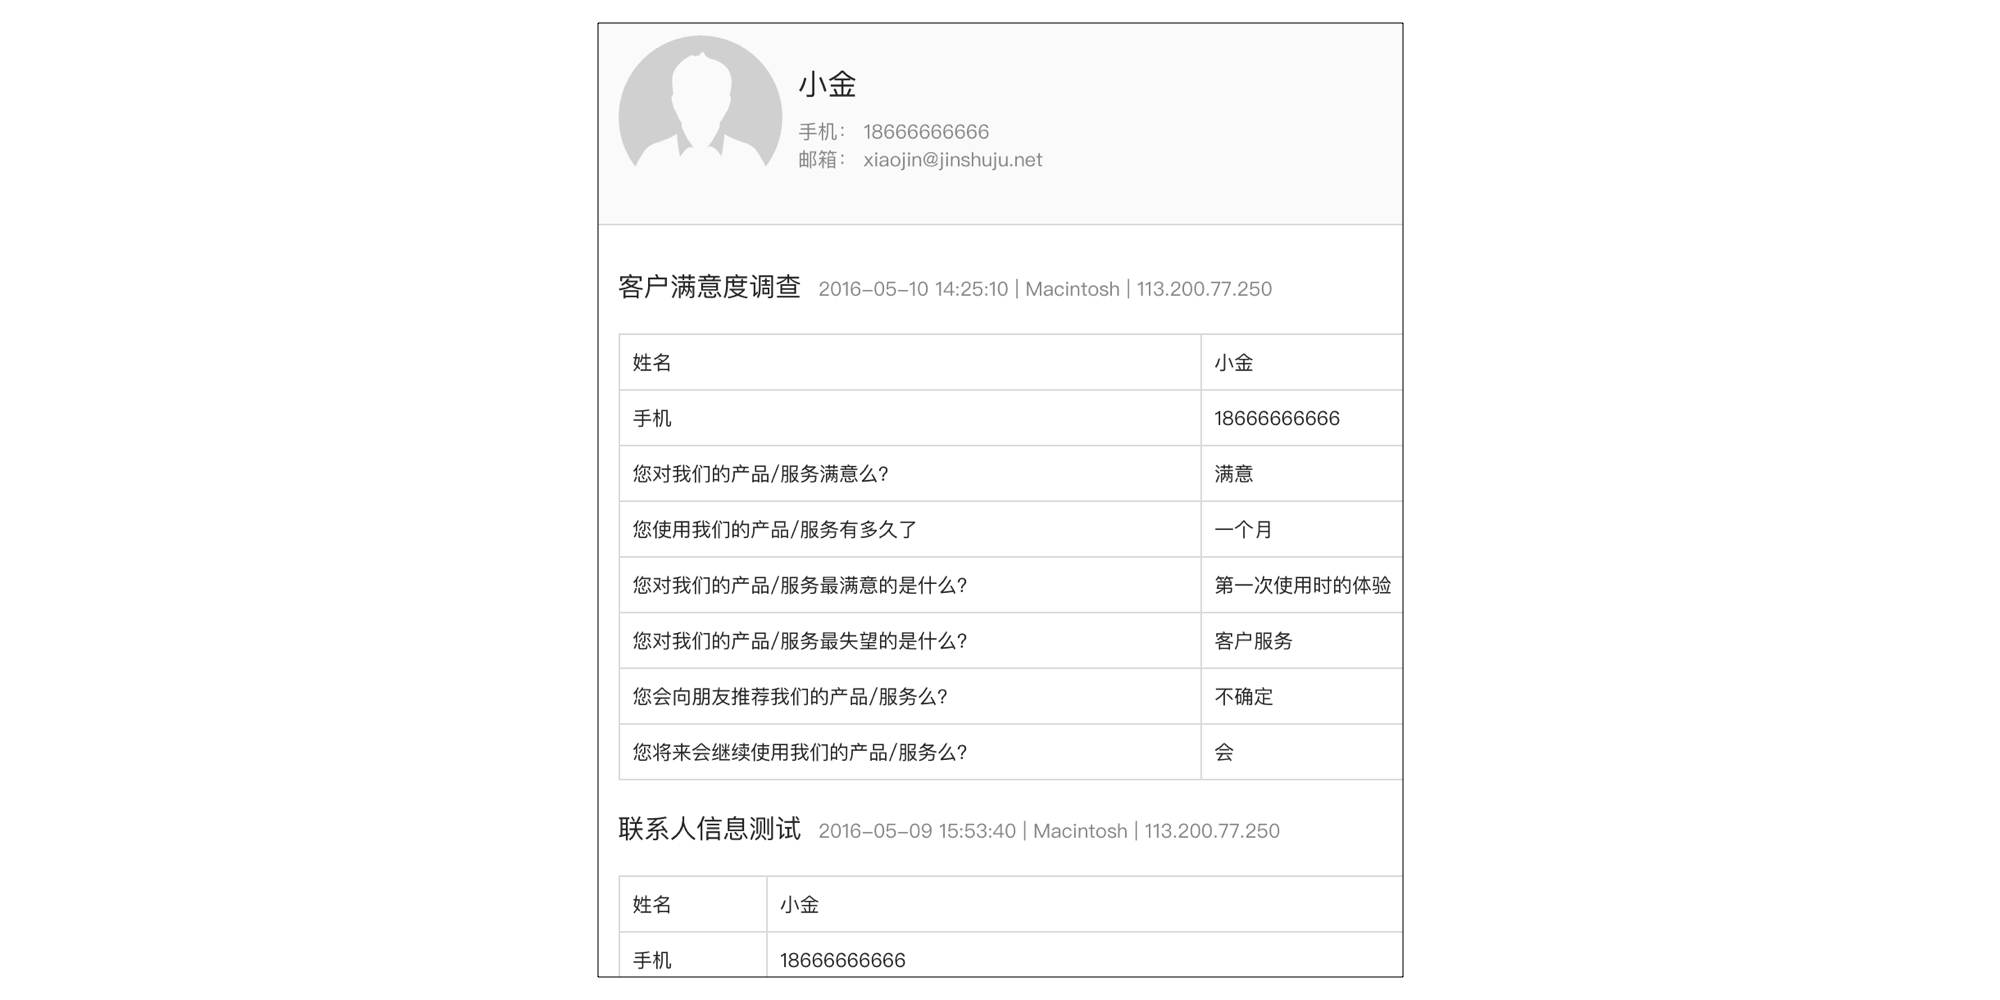 小金
手机： 18666666666
邮箱： xiaojin@jinshuju.net
客户满意度调查 2016-05-10 14:25:10 | Macintosh | 113.200.77.250
姓名 小金
手机 18666666666
您对我们的产品/服务满意么? 满意
您使用我们的产品/服务有多久了 一个月
您对我们的产品/服务最满意的是什么? 第一次使用时的体验
您对我们的产品/服务最失望的是什么? 客户服务
您会向朋友推荐我们的产品/服务么? 不确定
您将来会继续使用我们的产品/服务么? 会
联系人信息测试 2016-05-09 15:53:40 | Macintosh | 113.200.77.250
姓名 小金
手机 18666666666